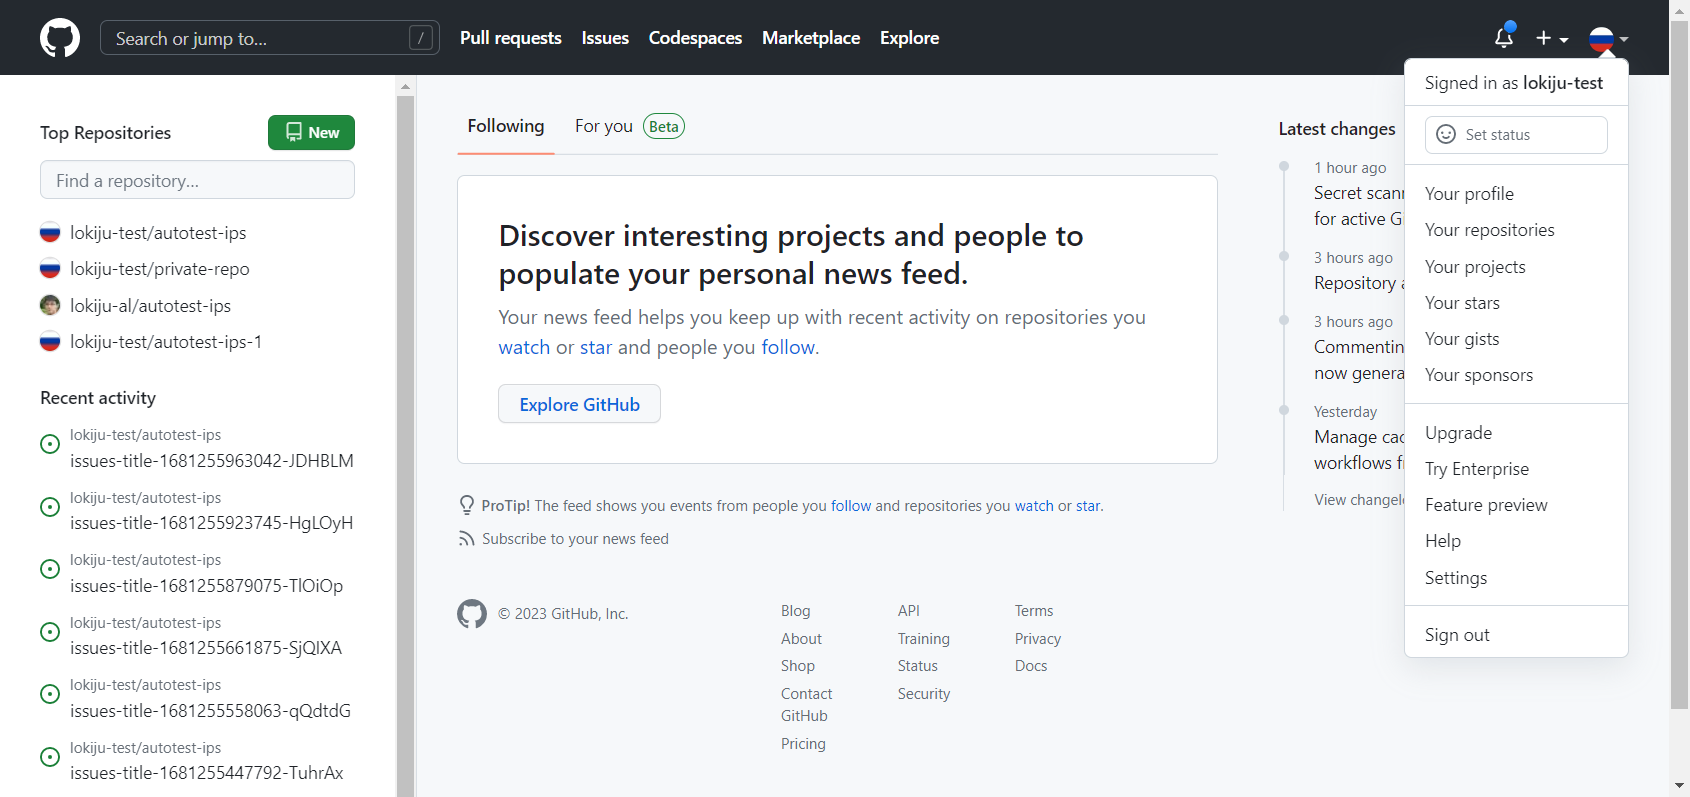 Search or jump to...
/
Pull requests
Issues
Codespaces
Marketplace
Explore
Top Repositories
New
Find a repository...
lokiju-test/autotest-ips
lokiju-test/private-repo
lokiju-al/autotest-ips
lokiju-test/autotest-ips-1
Recent activity
lokiju-test/autotest-ips
issues-title-1681255963042-JDHBLM
lokiju-test/autotest-ips
issues-title-1681255923745-HgLOyH
lokiju-test/autotest-ips
issues-title-1681255879075-TlOiOp
lokiju-test/autotest-ips
issues-title-1681255661875-SjQIXA
lokiju-test/autotest-ips
issues-title-1681255558063-qQdtdG
lokiju-test/autotest-ips
issues-title-1681255447792-TuhrAx
Following
For you
Beta
Discover interesting projects and people to
populate your personal news feed.
Your news feed helps you keep up with recent activity on repositories you
watch or star and people you follow.
Explore GitHub
ProTip! The feed shows you events from people you follow and repositories you watch or star.
Subscribe to your news feed
© 2023 GitHub, Inc.
Blog
About
Shop
Contact
GitHub
Pricing
API
Training
Status
Security
Terms
Privacy
Docs
Latest changes
1 hour ago
Secret scann
for active G
3 hours ago
Repository a
3 hours ago
Commentin
now genera
Yesterday
Manage cac
workflows f
View changel
Signed in as lokiju-test
Set status
Your profile
Your repositories
Your projects
Your stars
Your gists
Your sponsors
Upgrade
Try Enterprise
Feature preview
Help
Settings
Sign out